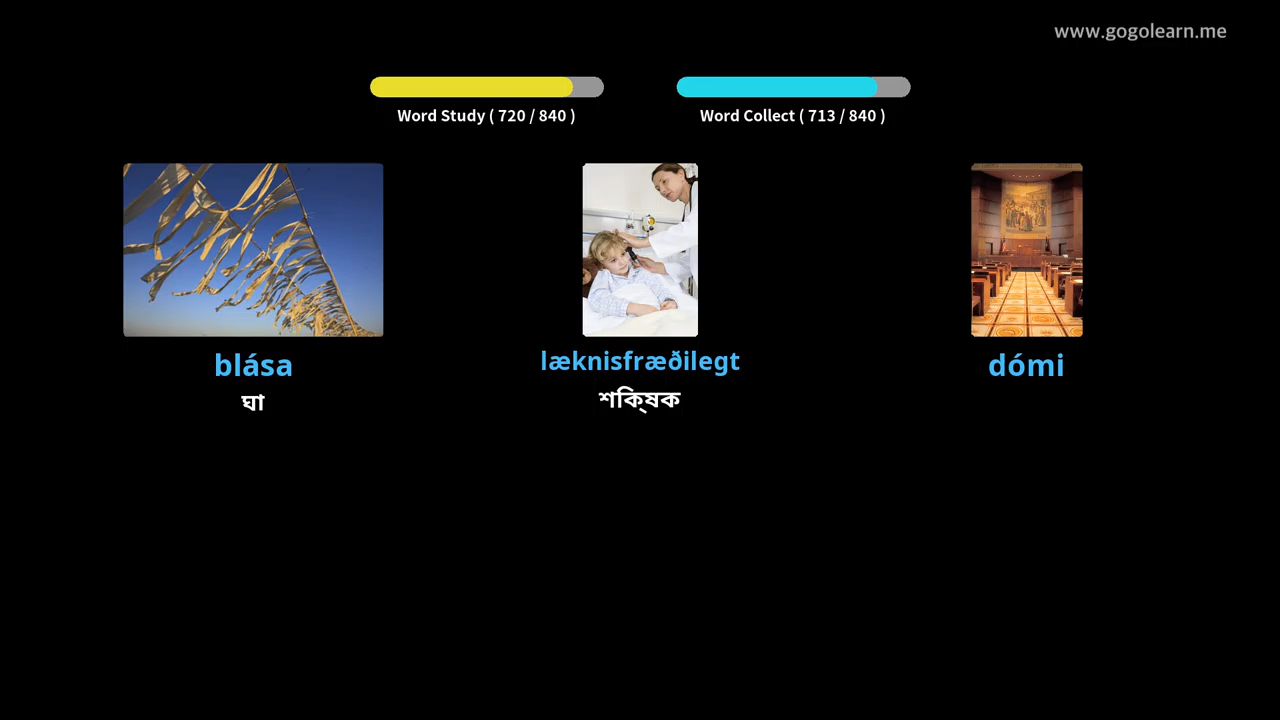 www.gogolearn.me
Word Study ( 720 / 840 )
Word Collect ( 713 / 840 )
blása
læknisfræðilegt
dómi
ঘা
শকি্ষক